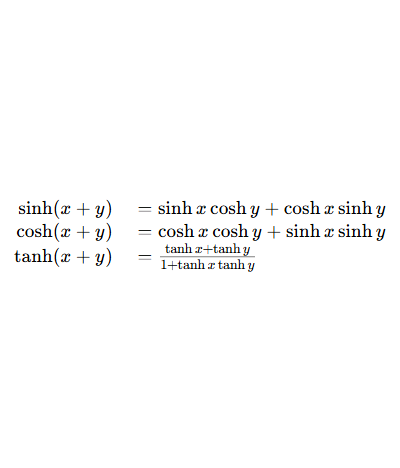 sinh(x + y) = sinh x cosh y + cosh x sinh y
cosh(x + y) = cosh x cosh y + sinh x sinh y
tanh(x + y) = \frac{tanh x+tanh y}{1+tanh x tanh y}